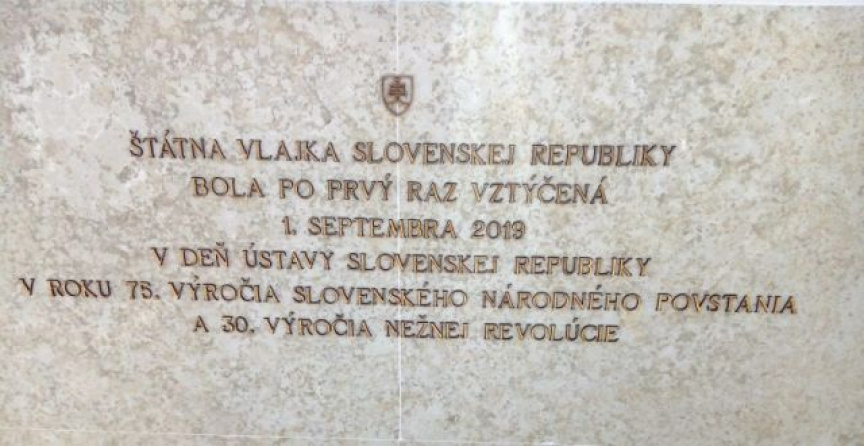 ŠTÁTNA VLAJKA SLOVENSKEJ REPUBLIKY
BOLA PO PRVÝ RAZ VZTÝČENÁ
1. SEPTEMBRA 2019
V DEŇ ÚSTAVY SLOVENSKEJ REPUBLIKY
V ROKU 75. VÝROČIA SLOVENSKÉHO NÁRODNÉHO POVSTANIA
A 30. VÝROČIA NEŽNEJ REVOLÚCIE